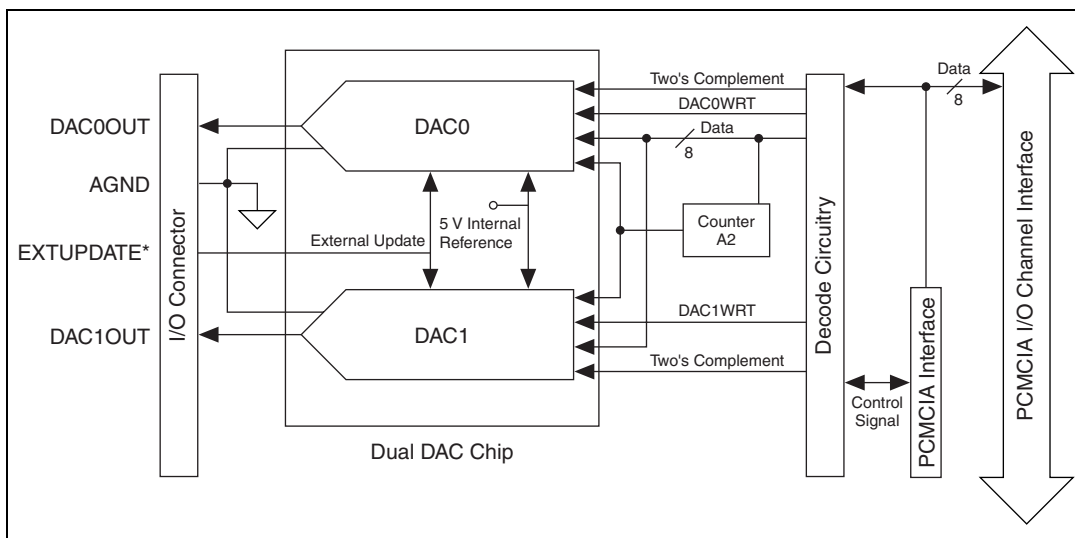 DAC0OUT
AGND
EXTUPDATE*
DAC1OUT
I/O Connector
DAC0
External Update
5 V Internal
Reference
DAC1
Dual DAC Chip
Two's Complement
DAC0WRT
Data
8
Counter
A2
DAC1WRT
Two's Complement
Decode Circuitry
Data
8
Control
Signal
PCMCIA Interface
PCMCIA I/O Channel Interface